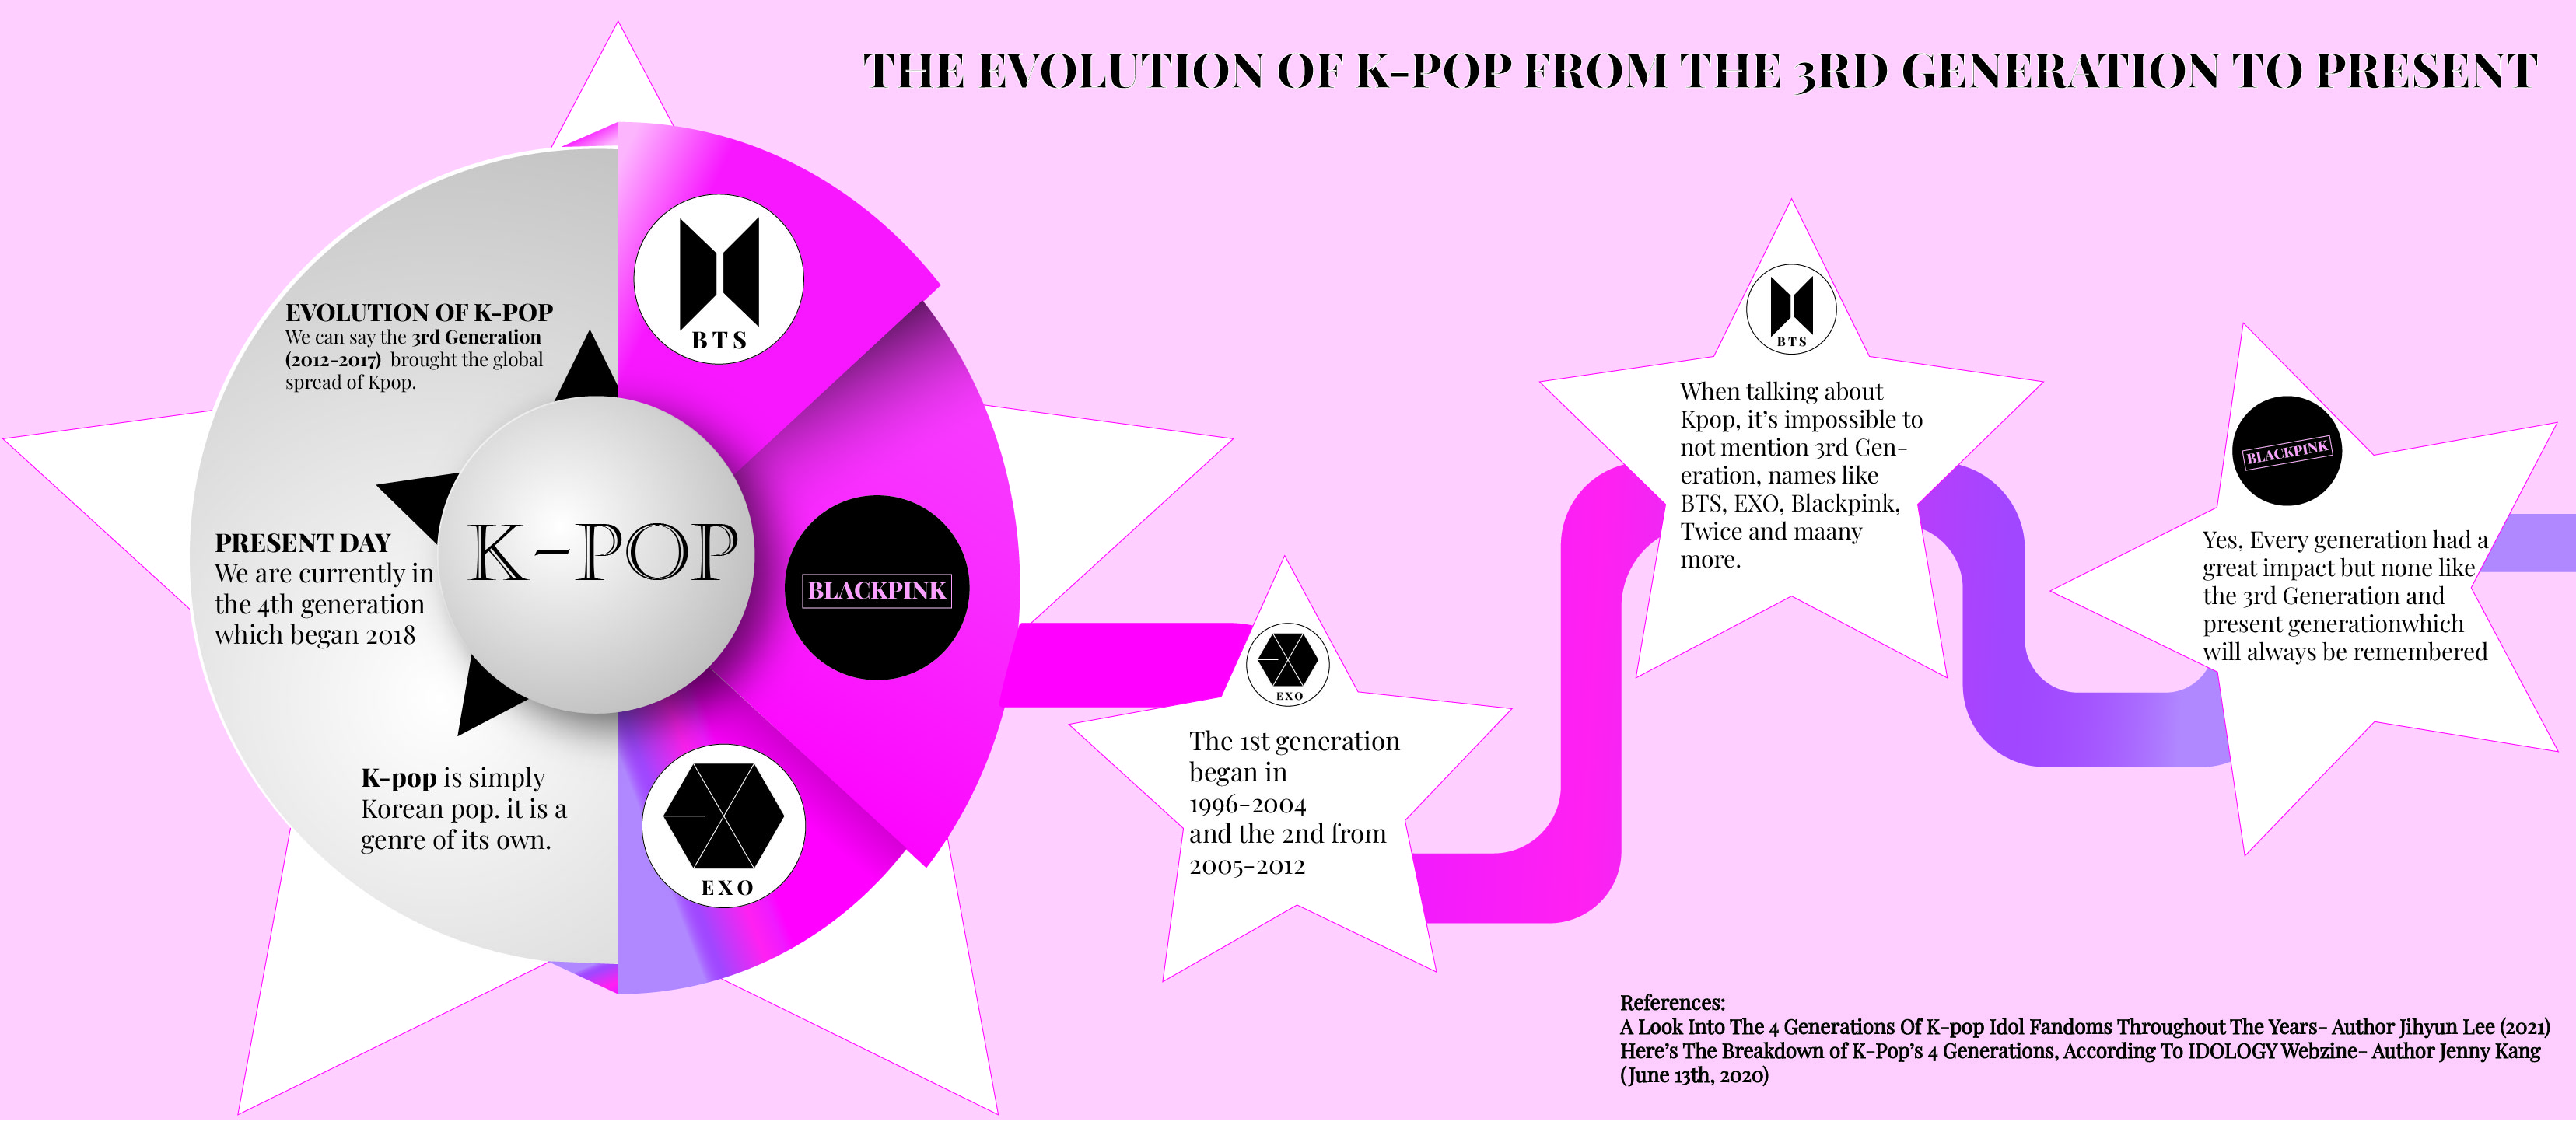 THE EVOLUTION OF K-POP FROM THE 3RD GENERATION TO PRESENT
BTS
EVOLUTION OF K-POP
We can say the 3rd Generation
(2012-2017) brought the global
spread of Kpop.
K-POP
PRESENT DAY
We are currently in
the 4th generation
which began 2018
BLACKPINK
K-pop is simply
Korean pop. it is a
genre of its own.
EXO
EXO
The 1st generation
began in
1996-2004
and the 2nd from
2005-2012
BTS
When talking about
Kpop, it's impossible to
not mention 3rd Gen-
eration, names like
BTS, EXO, Blackpink,
Twice and maany
more.
BLACKPINK
Yes, Every generation had a
great impact but none like
the 3rd Generation and
present generationwhich
will always be remembered
References:
A Look Into The 4 Generations Of K-pop Idol Fandoms Throughout The Years- Author Jihyun Lee (2021)
Here's The Breakdown of K-Pop's 4 Generations, According To IDOLOGY Webzine- Author Jenny Kang
(June 13th, 2020)